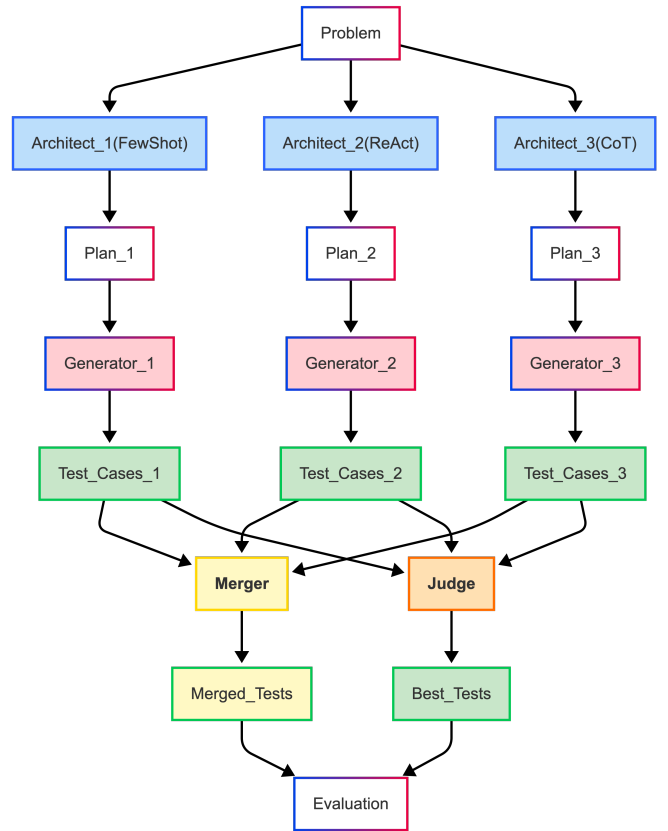 Problem
Architect_1(FewShot)
Architect_2(ReAct)
Architect_3(CoT)
Plan_1
Plan_2
Plan_3
Generator_1
Generator_2
Generator_3
Test_Cases_1
Test_Cases_2
Test_Cases_3
Merger
Judge
Merged_Tests
Best_Tests
Evaluation